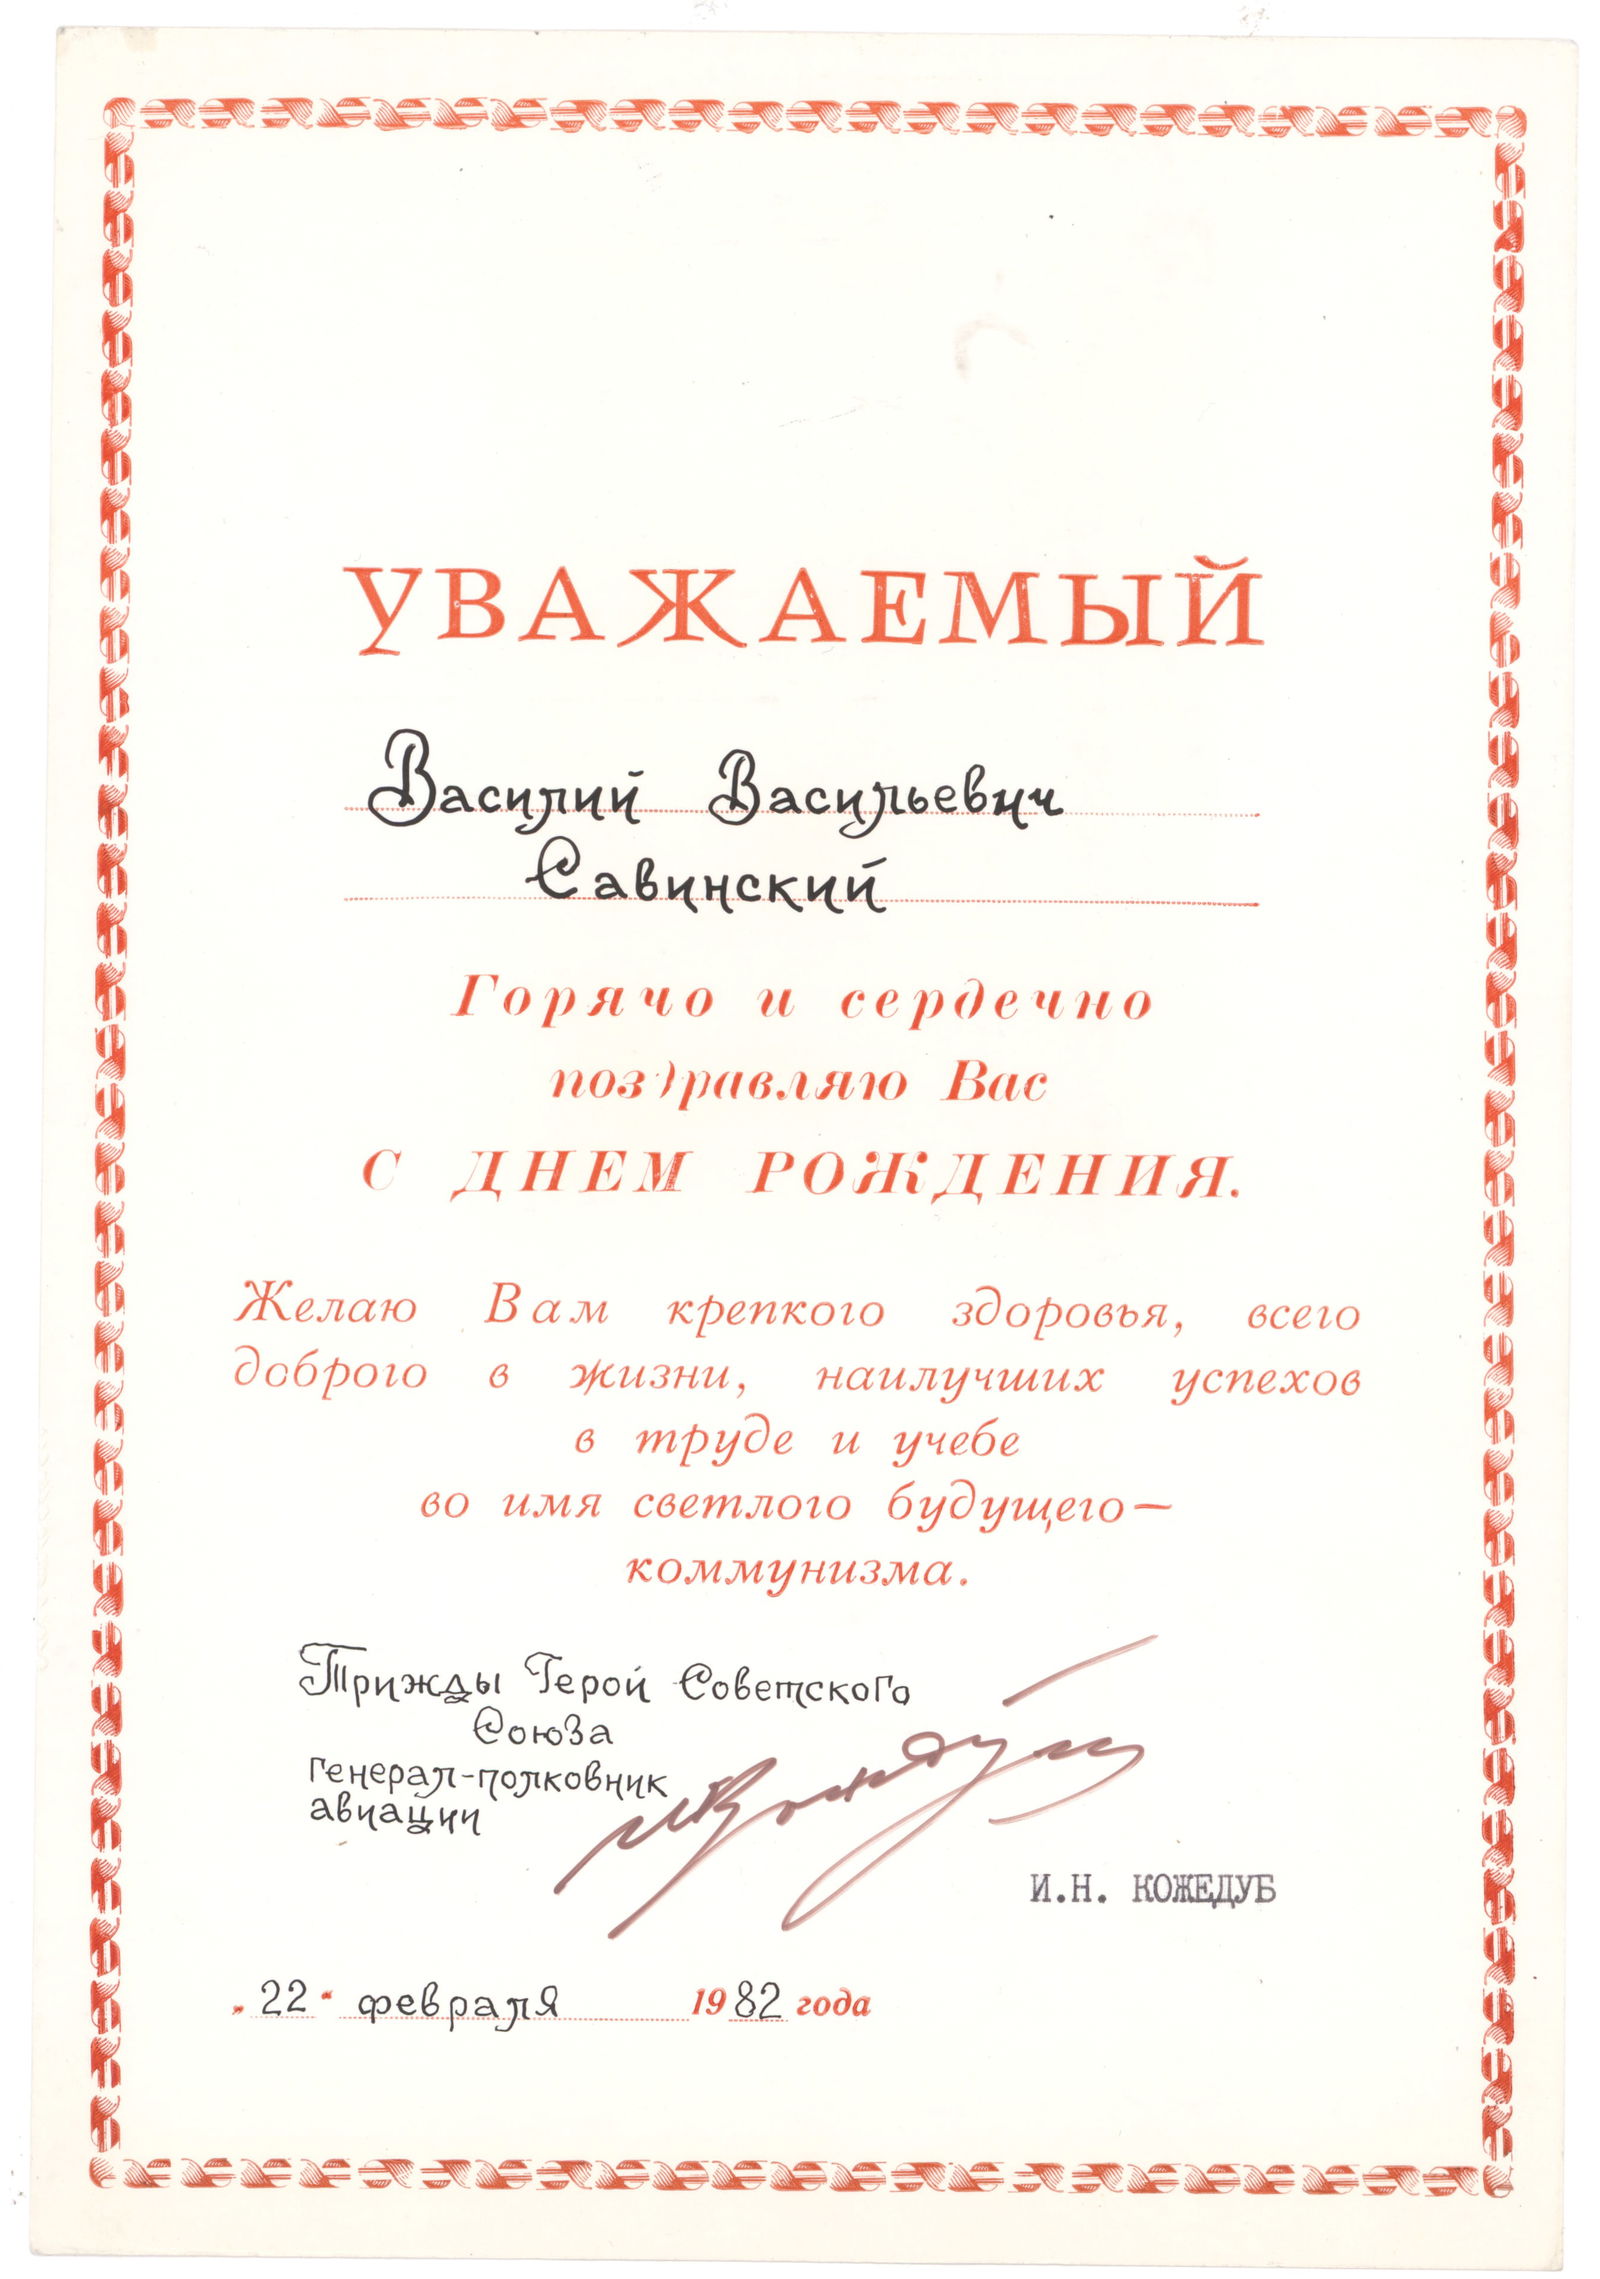 УВАЖАЕМЫЙ
Василий Васильевич
Савинский
Горячо и сердечно
поздравляю Вас
С ДНЕМ РОЖДЕНИЯ.
Желаю Вам крепкого здоровья, всего
доброго в жизни, наилучших успехов
в труде и учебе
во имя светлого будущего—
коммунизма.
Трижды Герой Советского
Союза
генерал-полковник
авиации
И.Н. КОЖЕДУБ
„22“ февраля 1982 года